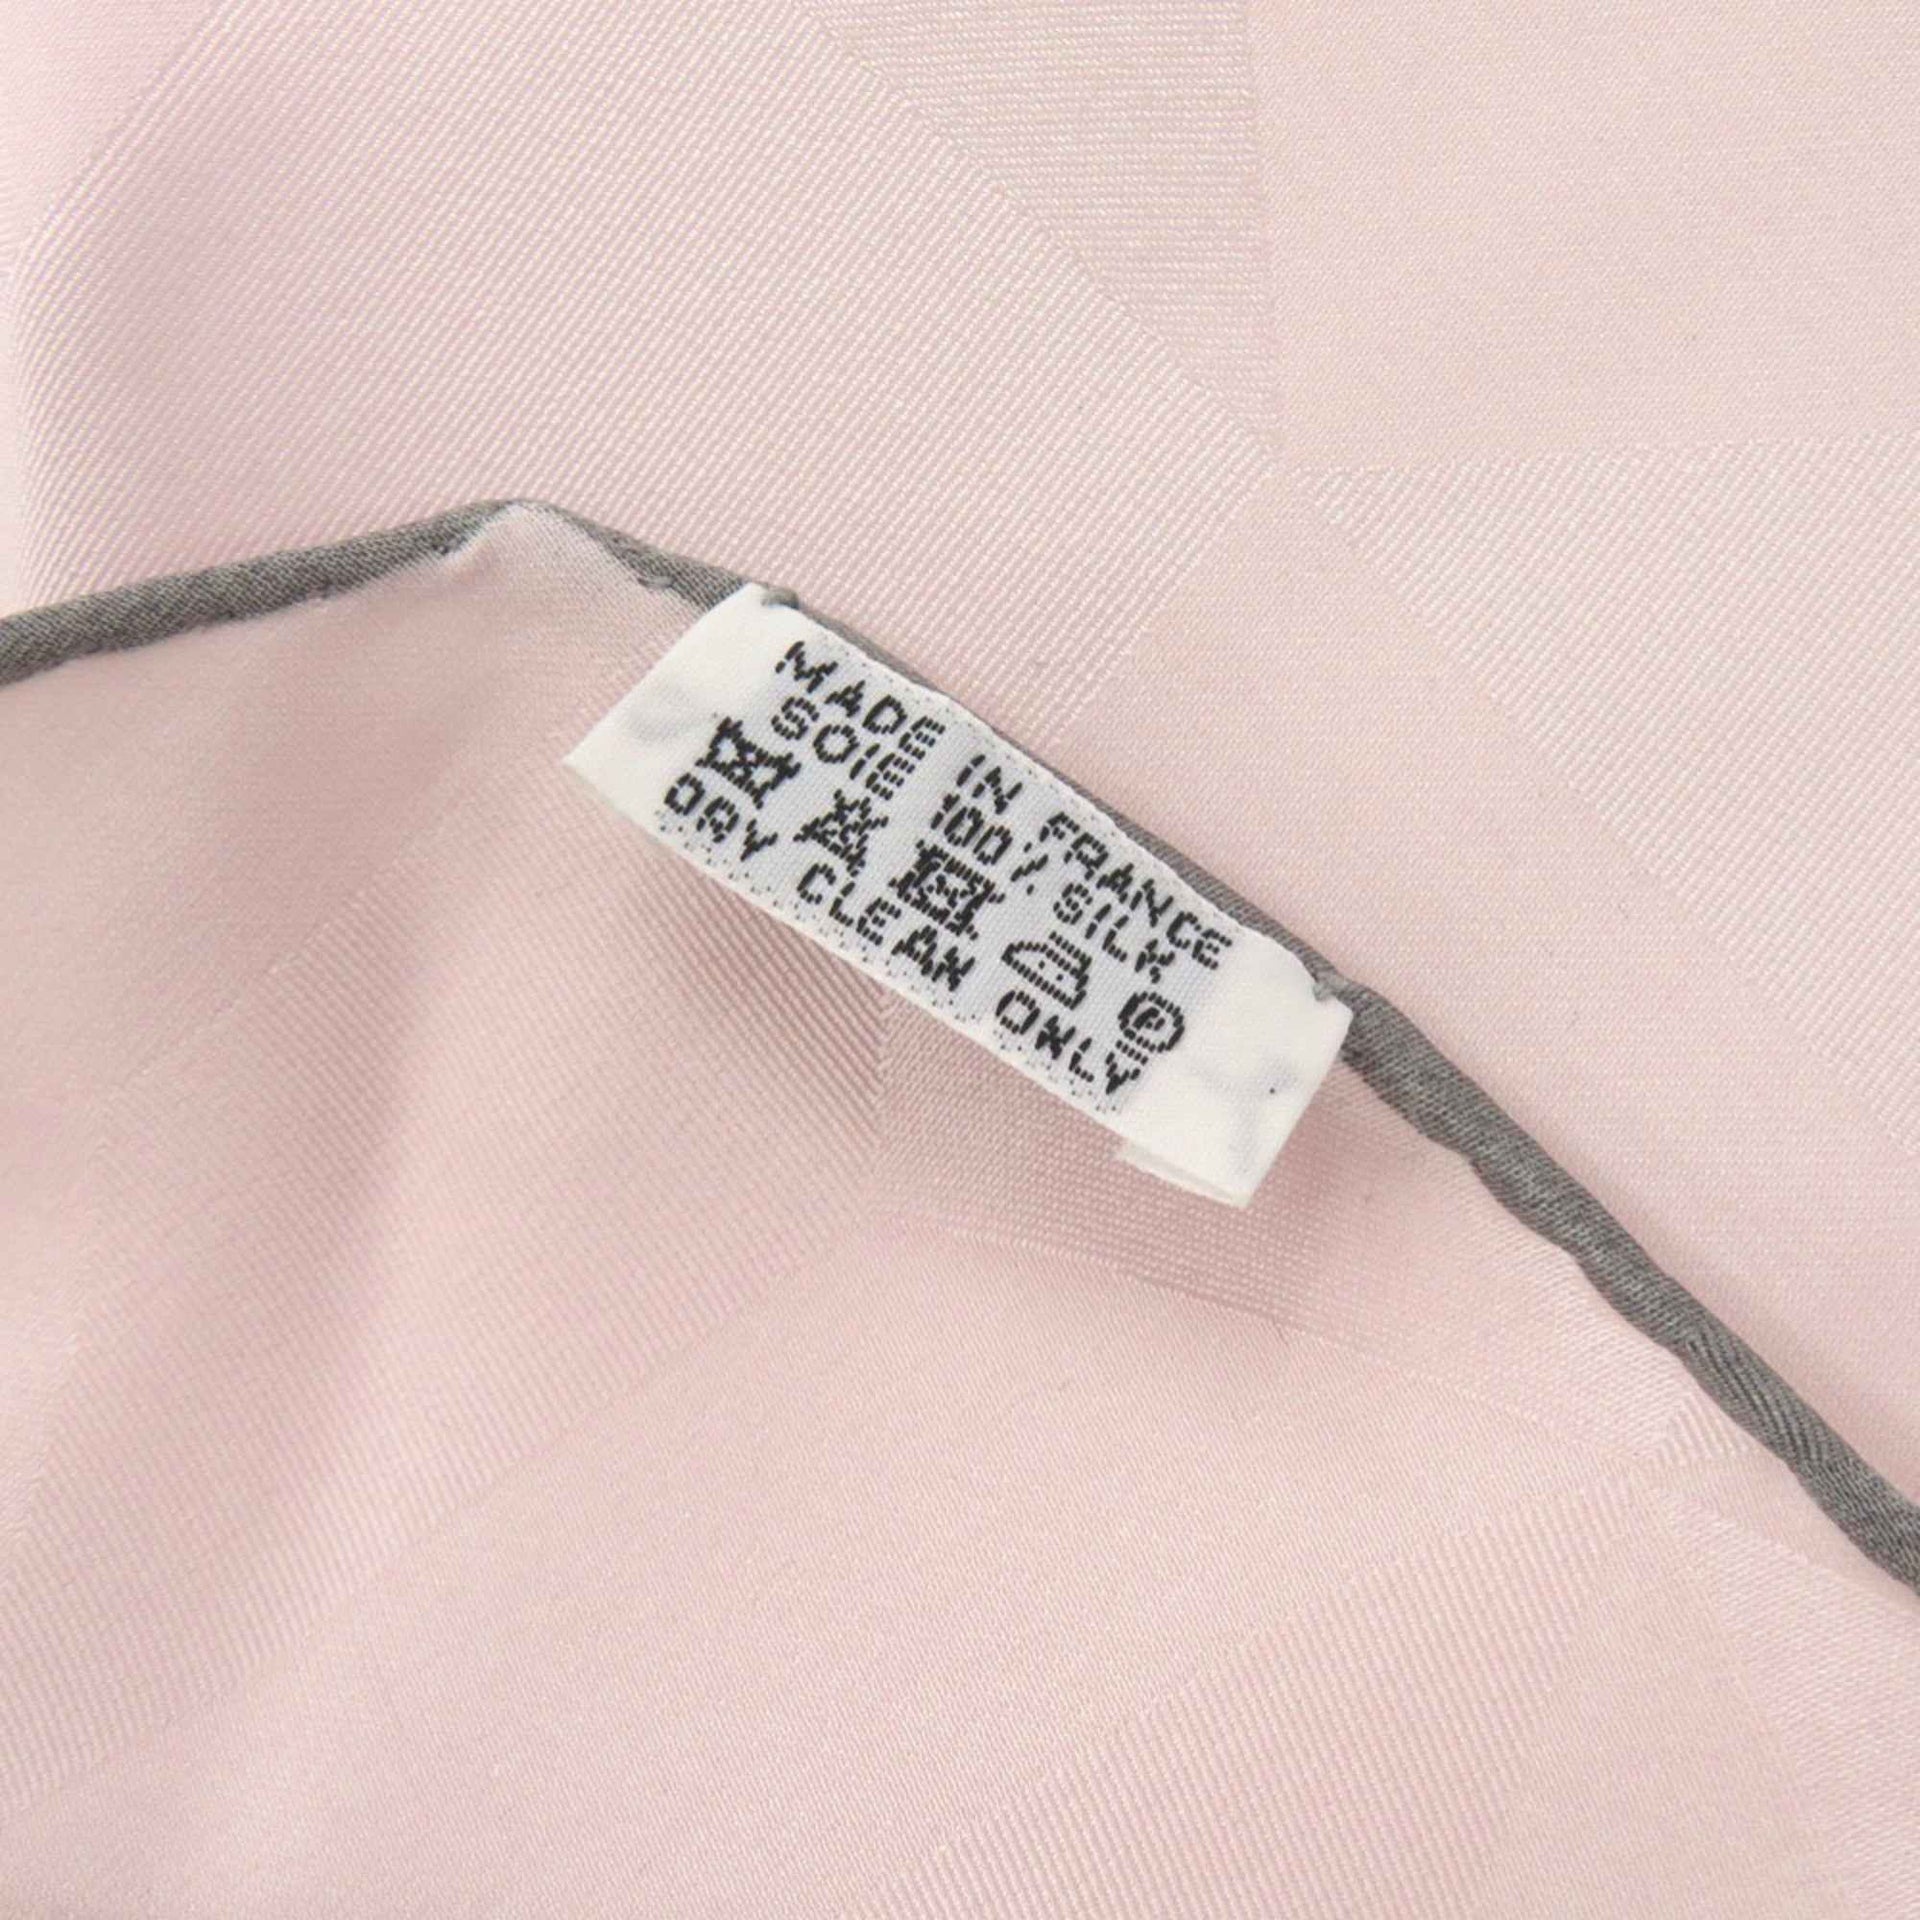 MADE IN FRANCE
SOIE 100% SILK
P
DRY CLEAN ONLY